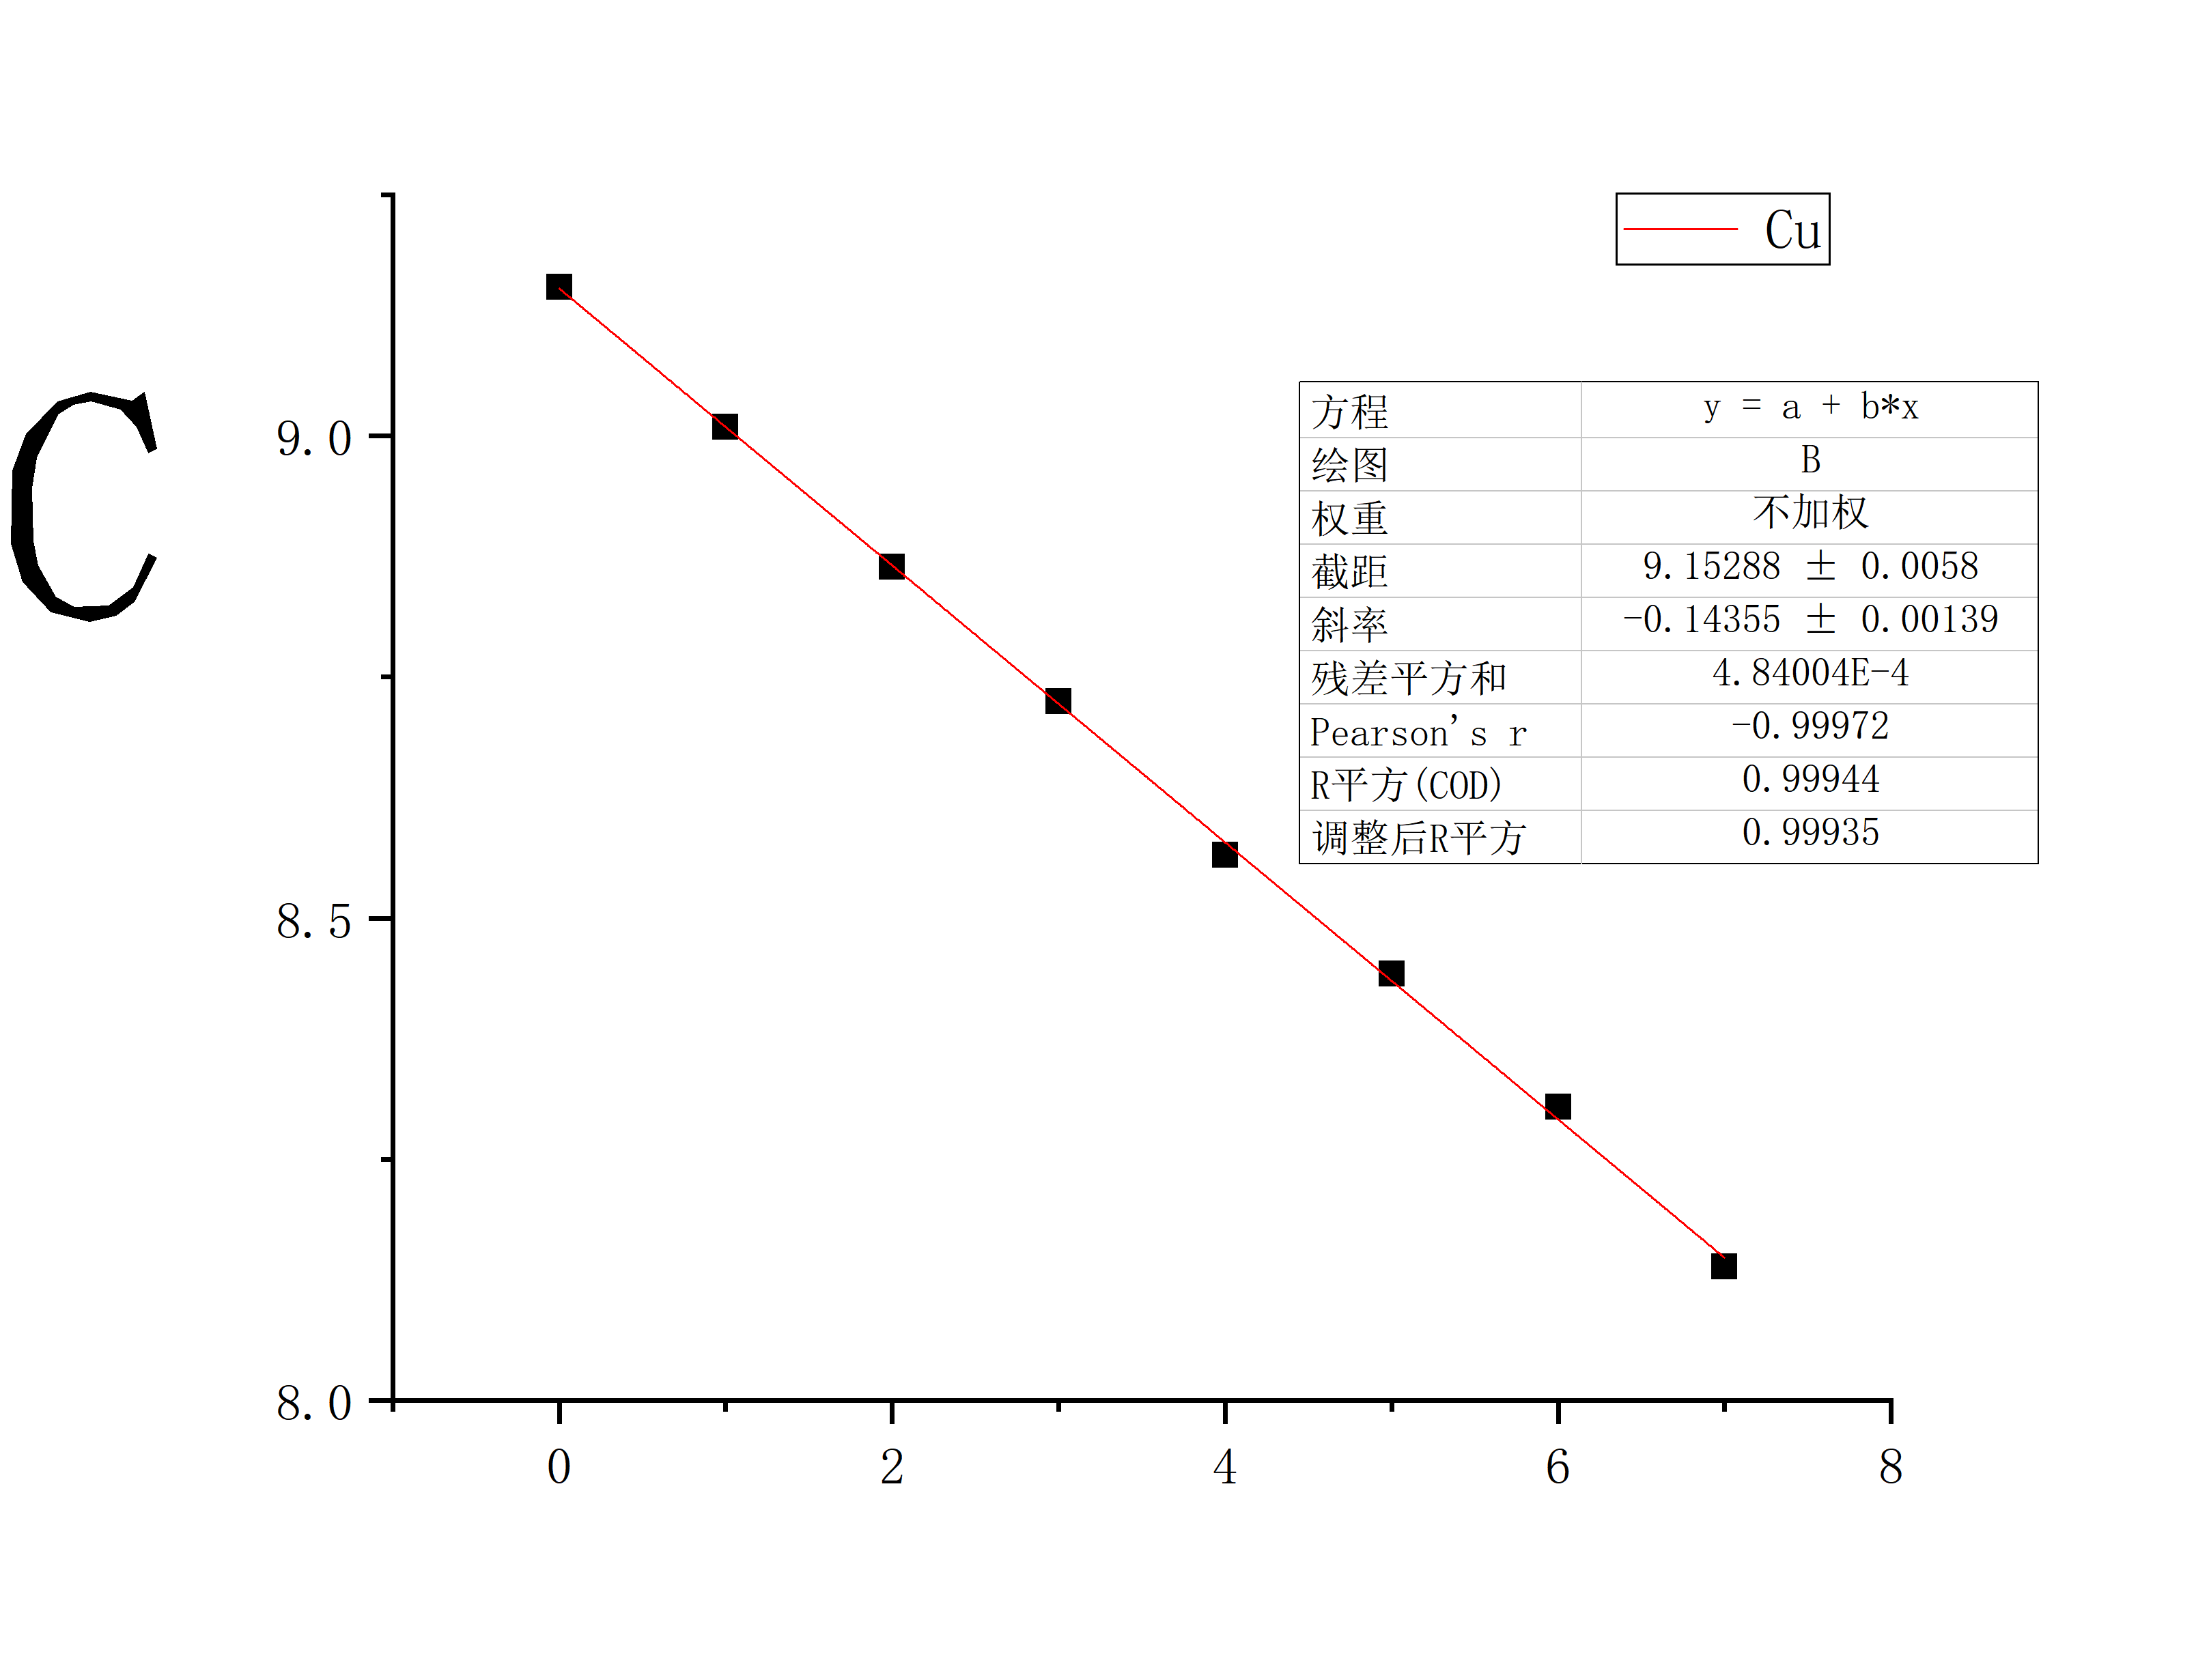 C
Cu
方程 y = a + b*x
绘图 B
权重 不加权
截距 9.15288 ± 0.0058
斜率 -0.14355 ± 0.00139
残差平方和 4.84004E-4
Pearson's r -0.99972
R平方(COD) 0.99944
调整后R平方 0.99935
9.0
8.5
8.0
0 2 4 6 8